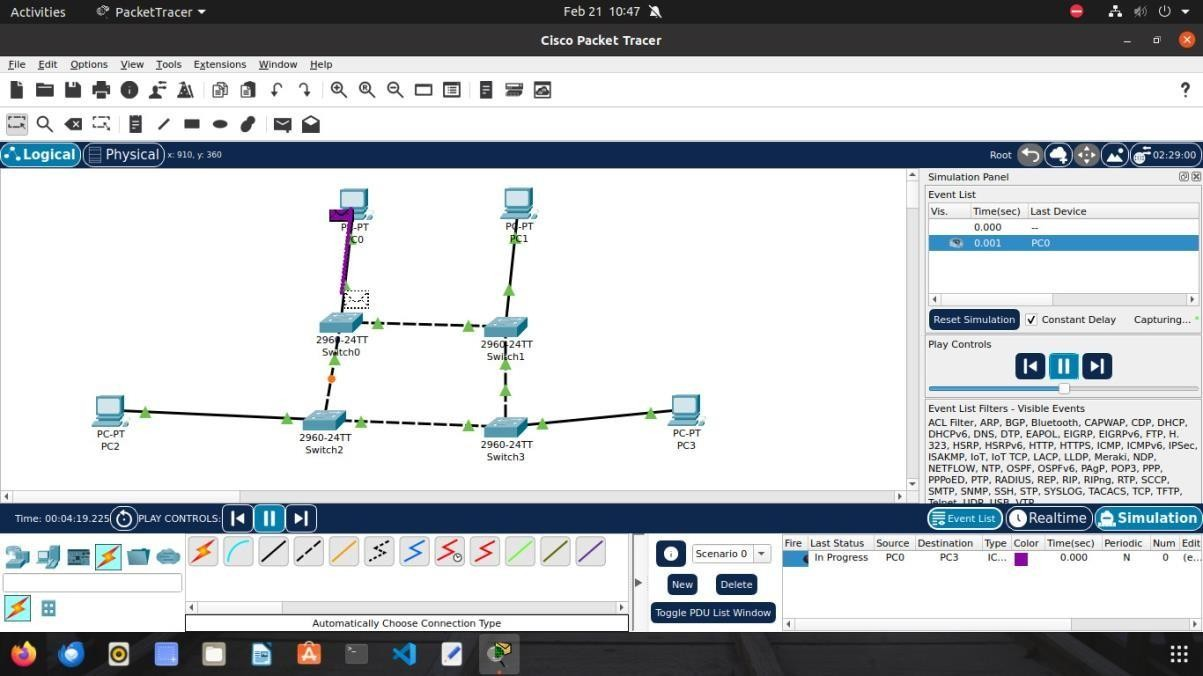 Activities PacketTracer Feb 21 10:47
Cisco Packet Tracer
File Edit Options View Tools Extensions Window Help
Logical Physical x: 910, y: 360 Root 02:29:00
Simulation Panel
Event List
Vis. Time(sec) Last Device
0.000 --
0.001 PC0
Reset Simulation Constant Delay Capturing...
Play Controls
Event List Filters - Visible Events
ACL Filter, ARP, BGP, Bluetooth, CAPWAP, CDP, DHCP,
DHCPv6, DNS, DTP, EAPOL, EIGRP, EIGRPv6, FTP, H.
323, HSRP, HSRPv6, HTTP, HTTPS, ICMP, ICMPv6, IPSec,
ISAKMP, IoT, IoT TCP, LACP, LLDP, Meraki, NDP,
NETFLOW, NTP, OSPF, OSPFv6, PAgP, POP3, PPP,
PPPoED, PTP, RADIUS, REP, RIP, RIPng, RTP, SCCP,
SMTP, SNMP, SSH, STP, SYSLOG, TACACS, TCP, TFTP,
Telnet, UDP, USB, VTP
PC-PT
PC0
PC-PT
PC1
2960-24TT
Switch0
2960-24TT
Switch1
PC-PT
PC2
2960-24TT
Switch2
2960-24TT
Switch3
PC-PT
PC3
Time: 00:04:19.225 PLAY CONTROLS: Event List Realtime Simulation
Scenario 0
New Delete
Toggle PDU List Window
Fire Last Status Source Destination Type Color Time(sec) Periodic Num Edit
In Progress PC0 PC3 IC... 0.000 N 0 (e...
Automatically Choose Connection Type